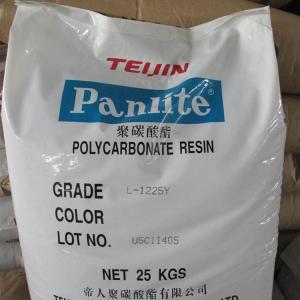 TEIJIN
Panlite®
聚碳酸酯
POLYCARBONATE RESIN
GRADE L-1225Y
COLOR
LOT NO. U5C11405
NET 25 KGS
帝人聚碳酸酯有限公司